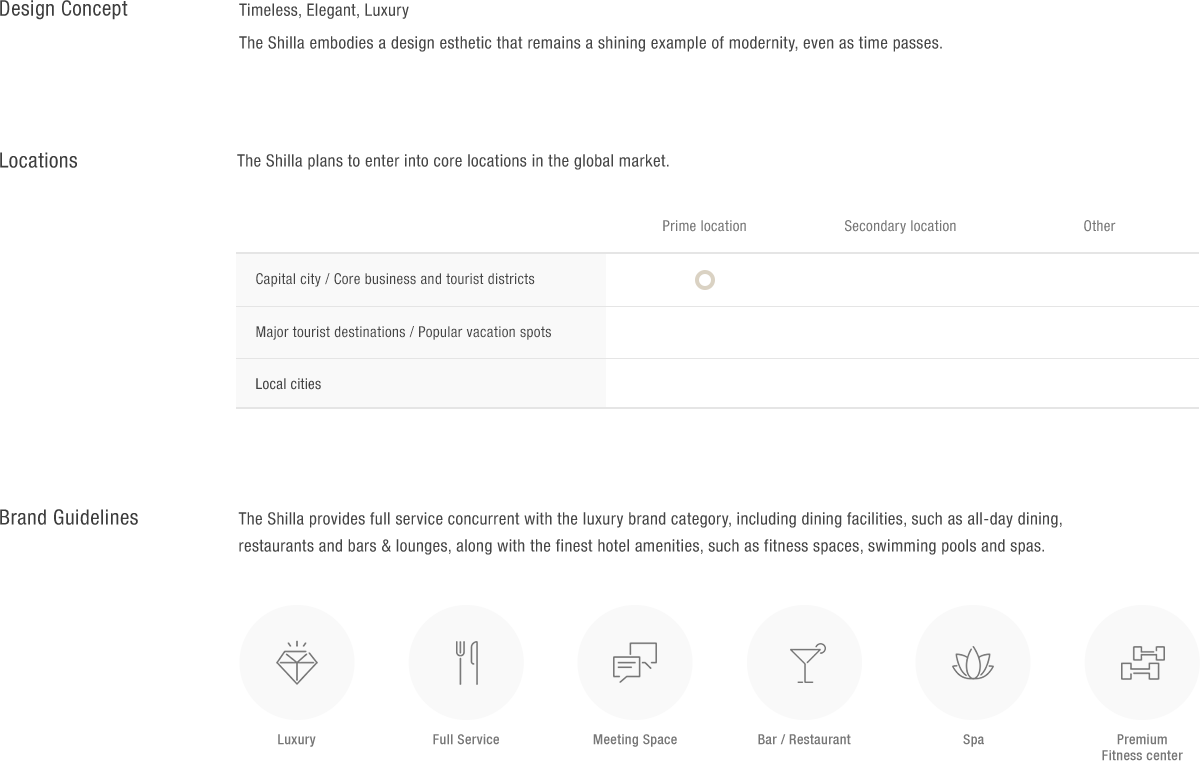 Design Concept
Timeless, Elegant, Luxury
The Shilla embodies a design esthetic that remains a shining example of modernity, even as time passes.
Locations
The Shilla plans to enter into core locations in the global market.
Prime location
Secondary location
Other
Capital city / Core business and tourist districts
Major tourist destinations / Popular vacation spots
Local cities
Brand Guidelines
The Shilla provides full service concurrent with the luxury brand category, including dining facilities, such as all-day dining,
restaurants and bars & lounges, along with the finest hotel amenities, such as fitness spaces, swimming pools and spas.
Luxury
Full Service
Meeting Space
Bar / Restaurant
Spa
Premium
Fitness center